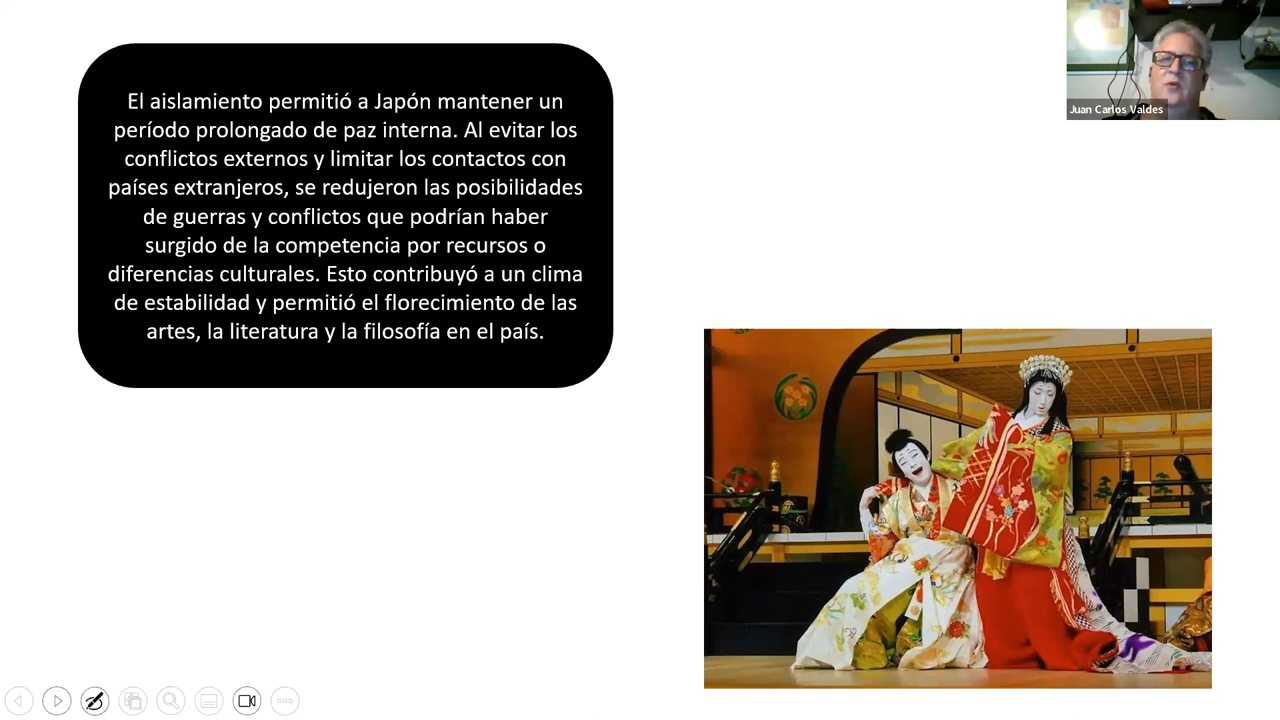 El aislamiento permitió a Japón mantener un
período prolongado de paz interna. Al evitar los
conflictos externos y limitar los contactos con
países extranjeros, se redujeron las posibilidades
de guerras y conflictos que podrían haber
surgido de la competencia por recursos o
diferencias culturales. Esto contribuyó a un clima
de estabilidad y permitió el florecimiento de las
artes, la literatura y la filosofía en el país.
Juan Carlos Valdes